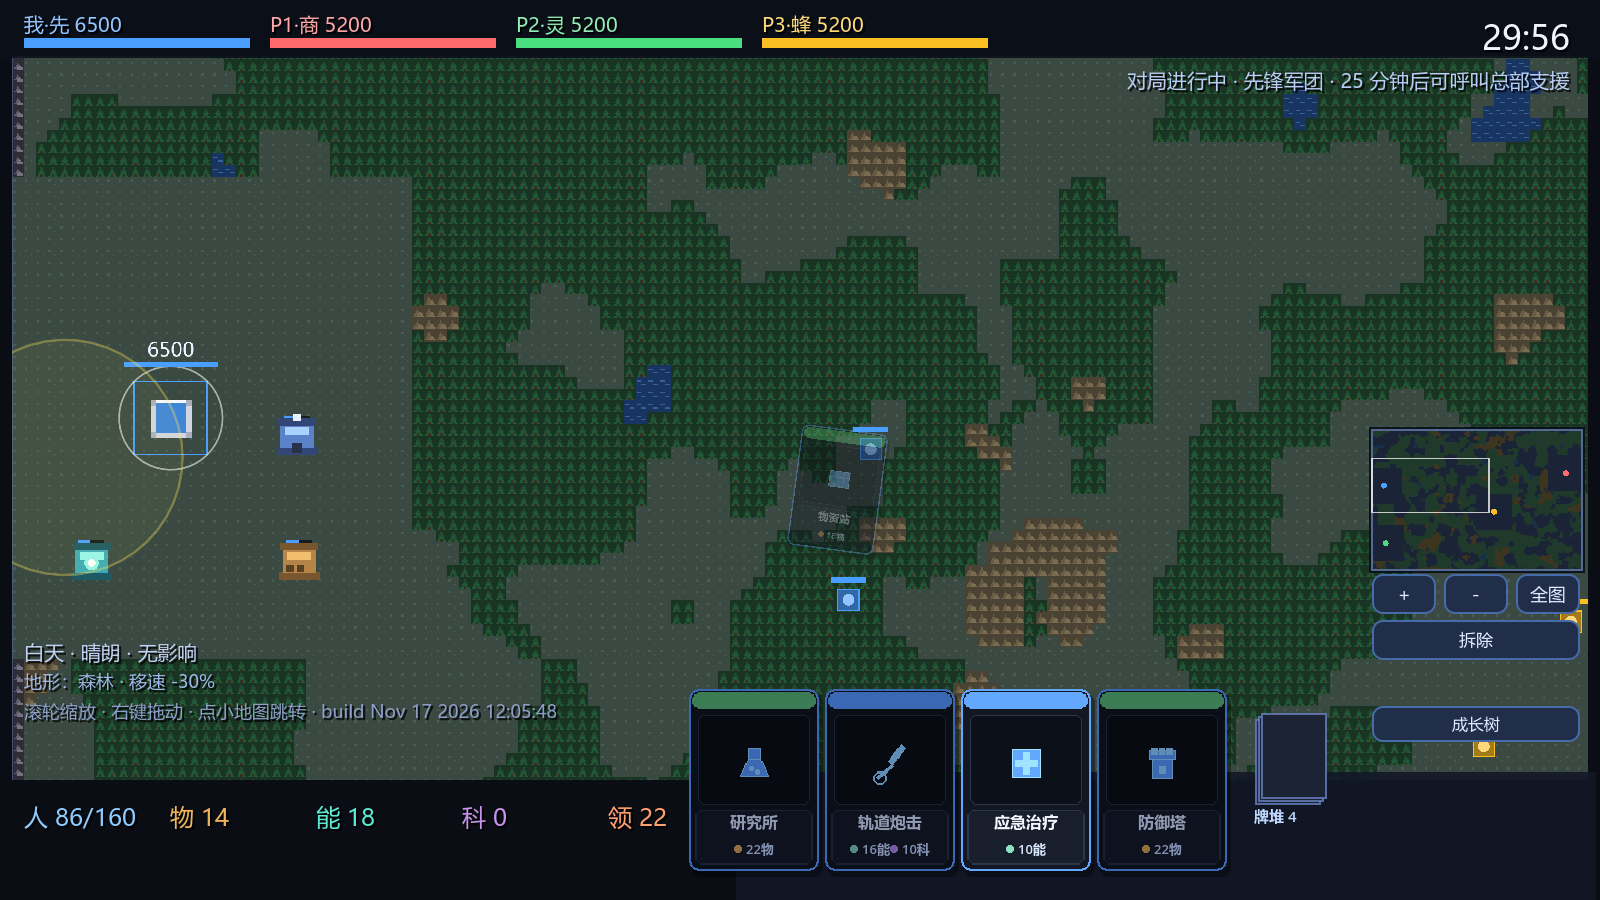 我·先 6500
P1·商 5200
P2·灵 5200
P3·蜂 5200
29:56
对局进行中 · 先锋军团 · 25 分钟后可呼叫总部支援
6500
物资站
16物
+
-
全图
拆除
成长树
白天 · 晴朗 · 无影响
地形：森林 · 移速 -30%
滚轮缩放 · 右键拖动 · 点小地图跳转 · build Nov 17 2026 12:05:48
人 86/160
物 14
能 18
科 0
领 22
研究所
22物
轨道炮击
16能 10科
应急治疗
10能
防御塔
22物
牌堆 4